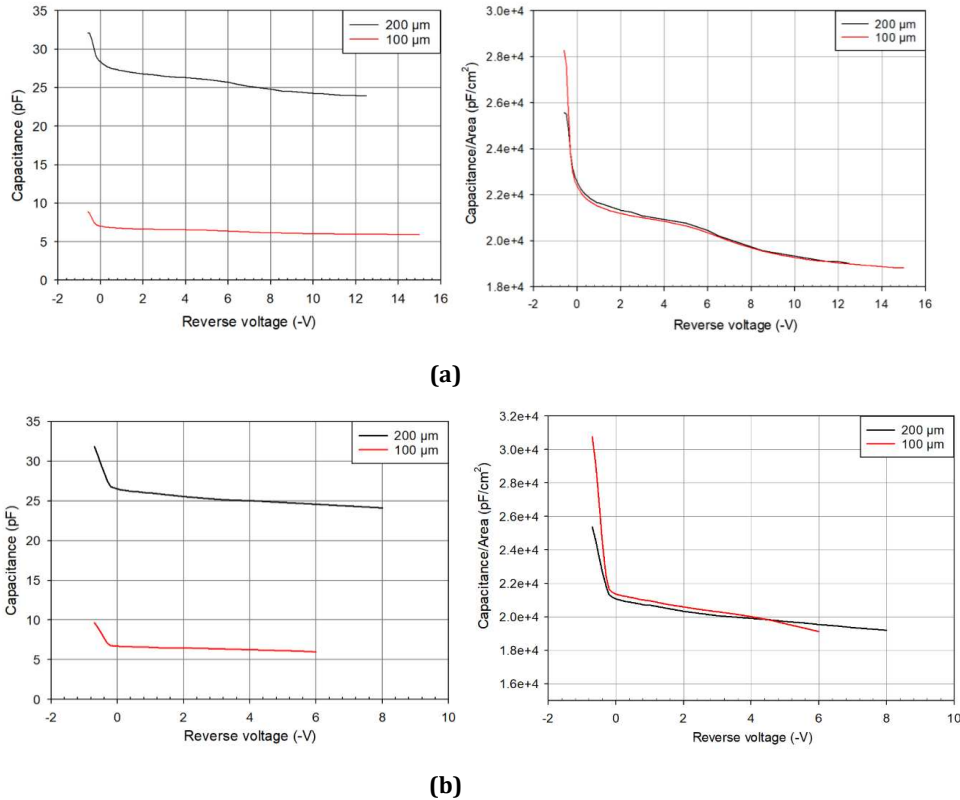 35
30
25
20
15
10
5
0
-2 0 2 4 6 8 10 12 14 16
Capacitance (pF)
Reverse voltage (-V)
200 µm
100 µm
3.0e+4
2.8e+4
2.6e+4
2.4e+4
2.2e+4
2.0e+4
1.8e+4
-2 0 2 4 6 8 10 12 14 16
Capacitance/Area (pF/cm²)
Reverse voltage (-V)
200 µm
100 µm
(a)
35
30
25
20
15
10
5
0
-2 0 2 4 6 8 10
Capacitance (pF)
Reverse voltage (-V)
200 µm
100 µm
3.2e+4
3.0e+4
2.8e+4
2.6e+4
2.4e+4
2.2e+4
2.0e+4
1.8e+4
1.6e+4
-2 0 2 4 6 8 10
Capacitance/Area (pF/cm²)
Reverse voltage (-V)
200 µm
100 µm
(b)